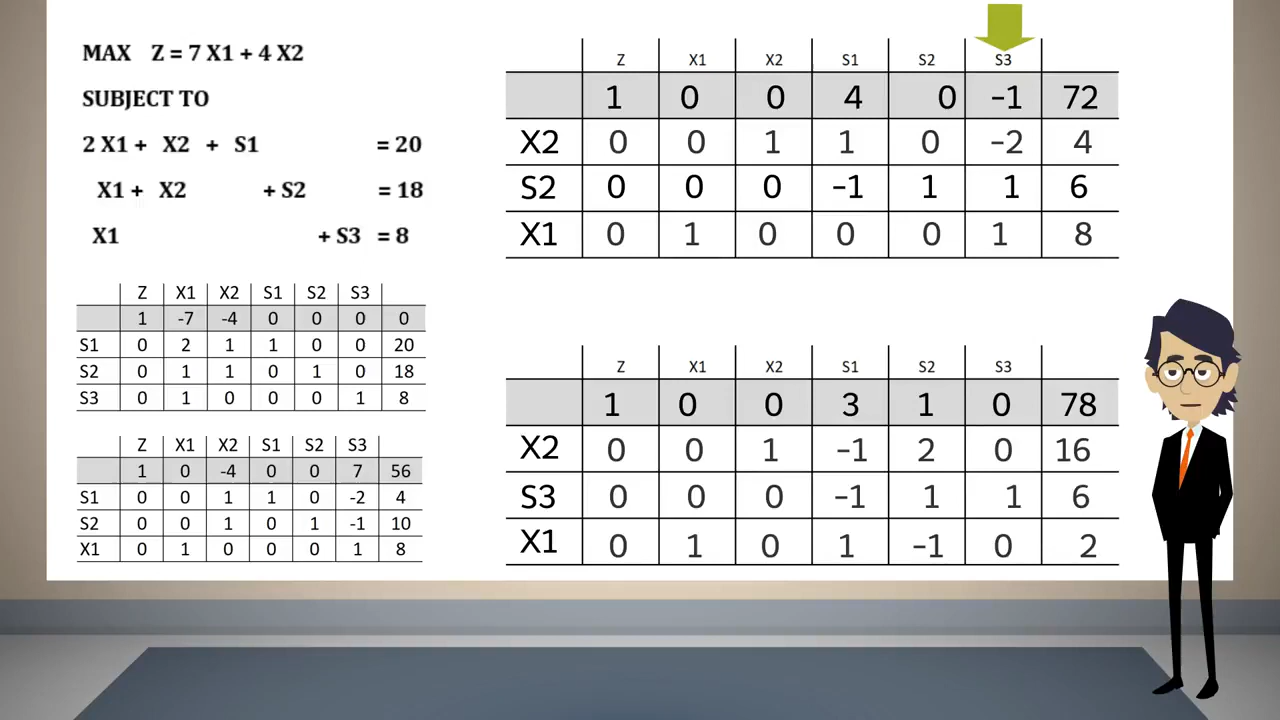 MAX Z = 7 X1 + 4 X2
SUBJECT TO
2 X1 + X2 + S1 = 20
X1 + X2 + S2 = 18
X1 + S3 = 8
Z X1 X2 S1 S2 S3
1 -7 -4 0 0 0 0
S1 0 2 1 1 0 0 20
S2 0 1 1 0 1 0 18
S3 0 1 0 0 0 1 8
Z X1 X2 S1 S2 S3
1 0 -4 0 0 7 56
S1 0 0 1 1 0 -2 4
S2 0 0 1 0 1 -1 10
X1 0 1 0 0 0 1 8
Z X1 X2 S1 S2 S3
1 0 0 4 0 -1 72
X2 0 0 1 1 0 -2 4
S2 0 0 0 -1 1 1 6
X1 0 1 0 0 0 1 8
Z X1 X2 S1 S2 S3
1 0 0 3 1 0 78
X2 0 0 1 -1 2 0 16
S3 0 0 0 -1 1 1 6
X1 0 1 0 1 -1 0 2